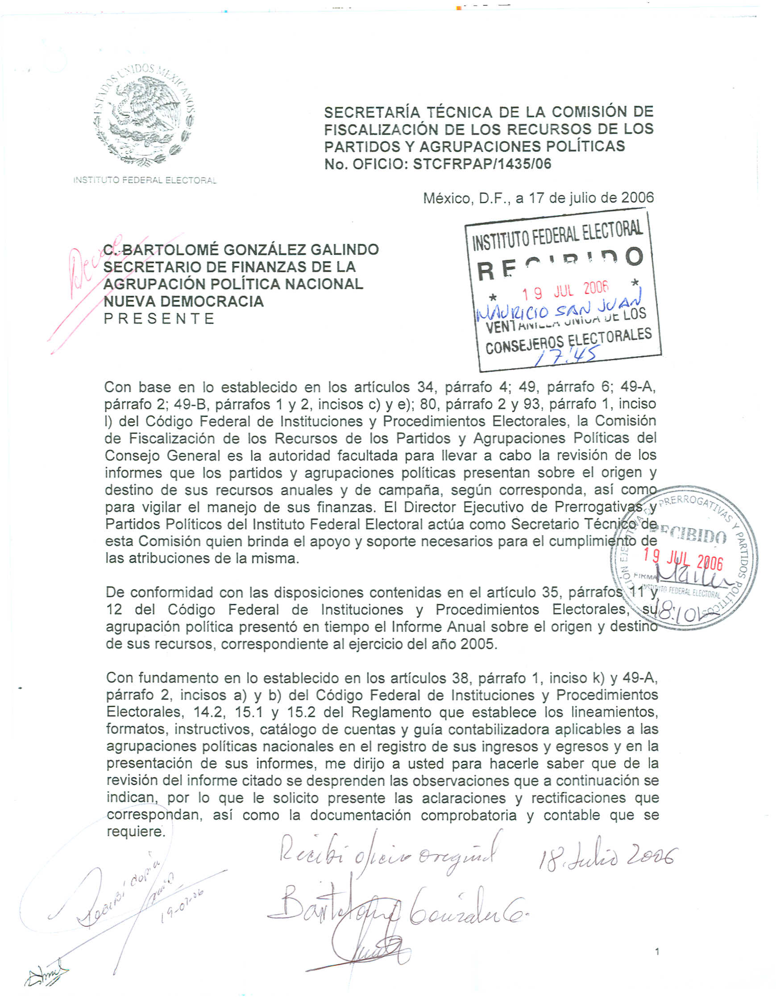 ESTADOS UNIDOS MEXICANOS
INSTITUTO FEDERAL ELECTORAL
SECRETARÍA TÉCNICA DE LA COMISIÓN DE
FISCALIZACIÓN DE LOS RECURSOS DE LOS
PARTIDOS Y AGRUPACIONES POLÍTICAS
No. OFICIO: STCFRPAP/1435/06
México, D.F., a 17 de julio de 2006
C. BARTOLOMÉ GONZÁLEZ GALINDO
SECRETARIO DE FINANZAS DE LA
AGRUPACIÓN POLÍTICA NACIONAL
NUEVA DEMOCRACIA
P R E S E N T E
INSTITUTO FEDERAL ELECTORAL
RECIBIDO
* 19 JUL 2006 *
MAURICIO SAN JUAN
VENTANILLA UNICA DE LOS
CONSEJEROS ELECTORALES
17:45
Con base en lo establecido en los artículos 34, párrafo 4; 49, párrafo 6; 49-A,
párrafo 2; 49-B, párrafos 1 y 2, incisos c) y e); 80, párrafo 2 y 93, párrafo 1, inciso
l) del Código Federal de Instituciones y Procedimientos Electorales, la Comisión
de Fiscalización de los Recursos de los Partidos y Agrupaciones Políticas del
Consejo General es la autoridad facultada para llevar a cabo la revisión de los
informes que los partidos y agrupaciones políticas presentan sobre el origen y
destino de sus recursos anuales y de campaña, según corresponda, así como
para vigilar el manejo de sus finanzas. El Director Ejecutivo de Prerrogativas y
Partidos Políticos del Instituto Federal Electoral actúa como Secretario Técnico de
esta Comisión quien brinda el apoyo y soporte necesarios para el cumplimiento de
las atribuciones de la misma.
PRERROGATIVAS Y PARTIDOS POLÍTICOS
RECIBIDO
19 JUL 2006
FIRMA
INSTITUTO FEDERAL ELECTORAL
De conformidad con las disposiciones contenidas en el artículo 35, párrafos 11 y
12 del Código Federal de Instituciones y Procedimientos Electorales, su
agrupación política presentó en tiempo el Informe Anual sobre el origen y destino
de sus recursos, correspondiente al ejercicio del año 2005.
Con fundamento en lo establecido en los artículos 38, párrafo 1, inciso k) y 49-A,
párrafo 2, incisos a) y b) del Código Federal de Instituciones y Procedimientos
Electorales, 14.2, 15.1 y 15.2 del Reglamento que establece los lineamientos,
formatos, instructivos, catálogo de cuentas y guía contabilizadora aplicables a las
agrupaciones políticas nacionales en el registro de sus ingresos y egresos y en la
presentación de sus informes, me dirijo a usted para hacerle saber que de la
revisión del informe citado se desprenden las observaciones que a continuación se
indican, por lo que le solicito presente las aclaraciones y rectificaciones que
correspondan, así como la documentación comprobatoria y contable que se
requiere.
Recibí oficio original 18. Julio 2006
Bartolomé González G.
Recibí copia
19-07-06
1